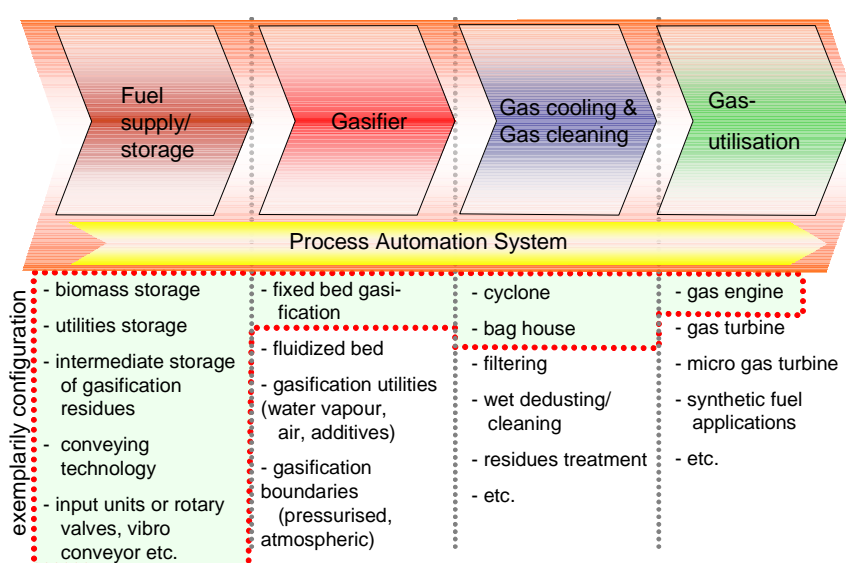 Fuel
supply/
storage
Gasifier
Gas cooling &
Gas cleaning
Gas-
utilisation
Process Automation System
exemplarily configuration
- biomass storage
- utilities storage
- intermediate storage
of gasification
residues
- conveying
technology
- input units or rotary
valves, vibro
conveyor etc.
- fixed bed gasi-
fication
- fluidized bed
- gasification utilities
(water vapour,
air, additives)
- gasification
boundaries
(pressurised,
atmospheric)
- cyclone
- bag house
- filtering
- wet dedusting/
cleaning
- residues treatment
- etc.
- gas engine
- gas turbine
- micro gas turbine
- synthetic fuel
applications
- etc.